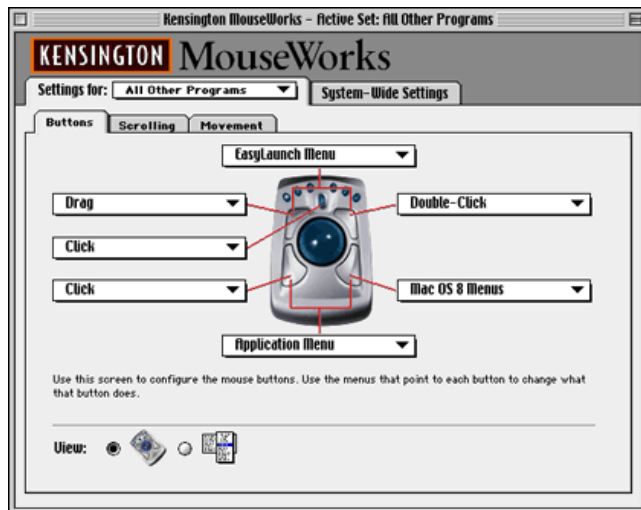 Kensington MouseWorks – Active Set: All Other Programs
KENSINGTON MouseWorks
Settings for: All Other Programs System-Wide Settings
Buttons Scrolling Movement
EasyLaunch Menu
Drag Double-Click
Click
Click Mac OS 8 Menus
Application Menu
Use this screen to configure the mouse buttons. Use the menus that point to each button to change what
that button does.
View: